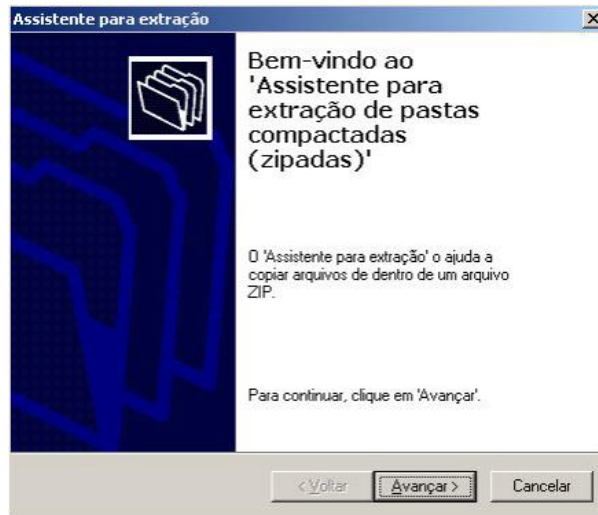 Assistente para extração
Bem-vindo ao
'Assistente para
extração de pastas
compactadas
(zipadas)'
O 'Assistente para extração' o ajuda a
copiar arquivos de dentro de um arquivo
ZIP.
Para continuar, clique em 'Avançar'.
< Voltar Avançar > Cancelar